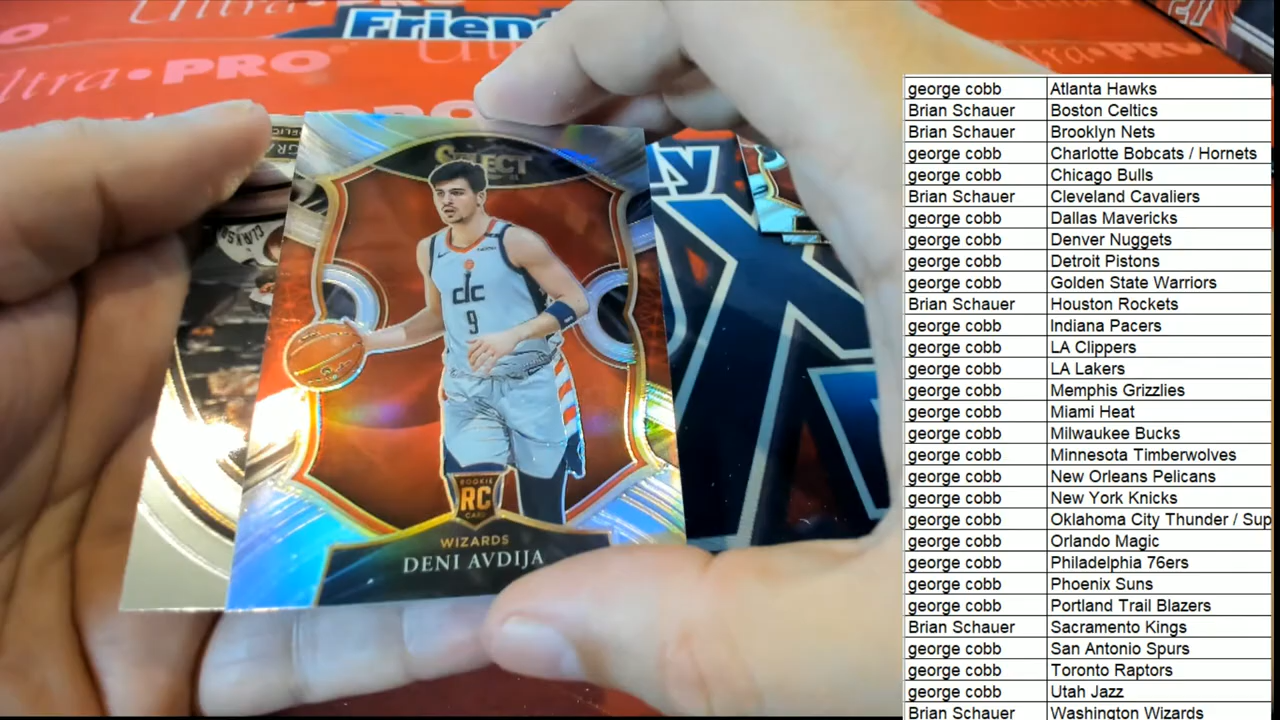 Friend
Ultra•PRO
Ultra•PRO
SELECT
dc
9
ROOKIE
RC
CARD
WIZARDS
DENI AVDIJA
george cobb Atlanta Hawks
Brian Schauer Boston Celtics
Brian Schauer Brooklyn Nets
george cobb Charlotte Bobcats / Hornets
george cobb Chicago Bulls
Brian Schauer Cleveland Cavaliers
george cobb Dallas Mavericks
george cobb Denver Nuggets
george cobb Detroit Pistons
george cobb Golden State Warriors
Brian Schauer Houston Rockets
george cobb Indiana Pacers
george cobb LA Clippers
george cobb LA Lakers
george cobb Memphis Grizzlies
george cobb Miami Heat
george cobb Milwaukee Bucks
george cobb Minnesota Timberwolves
george cobb New Orleans Pelicans
george cobb New York Knicks
george cobb Oklahoma City Thunder / Sup
george cobb Orlando Magic
george cobb Philadelphia 76ers
george cobb Phoenix Suns
george cobb Portland Trail Blazers
Brian Schauer Sacramento Kings
george cobb San Antonio Spurs
george cobb Toronto Raptors
george cobb Utah Jazz
Brian Schauer Washington Wizards